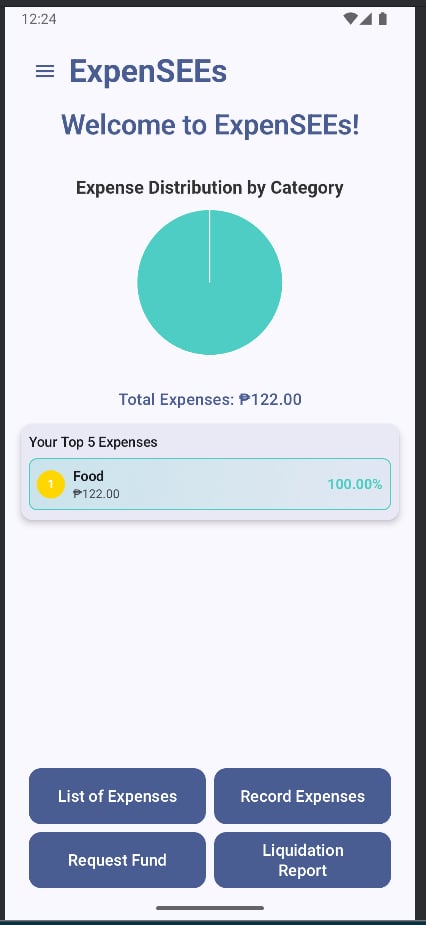 12:24
ExpenSEEs
Welcome to ExpenSEEs!
Expense Distribution by Category
Total Expenses: ₱122.00
Your Top 5 Expenses
1
Food
₱122.00
100.00%
List of Expenses
Record Expenses
Request Fund
Liquidation
Report